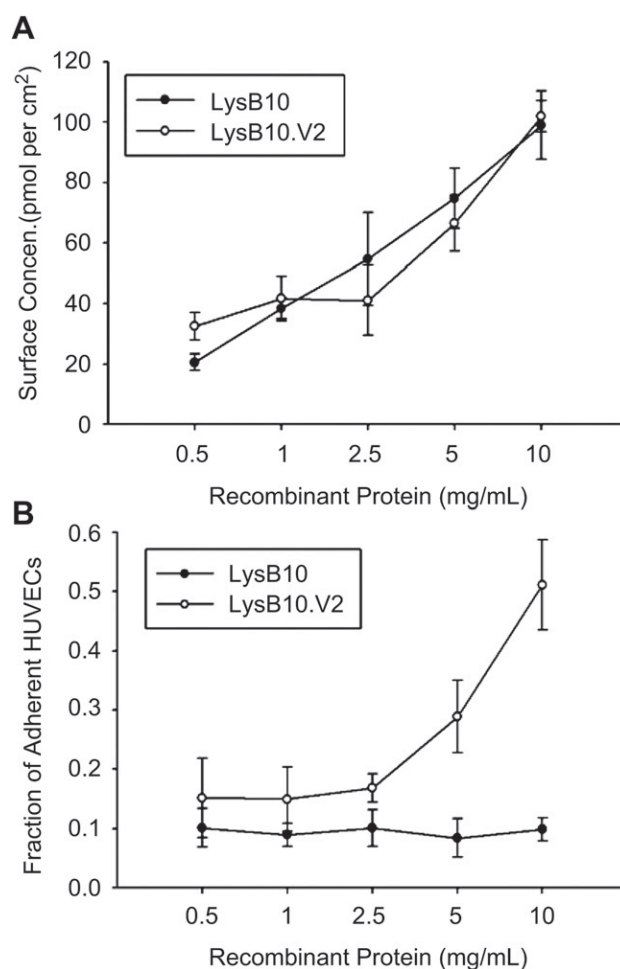 A
Surface Concen.(pmol per cm²)
120
100
80
60
40
20
0
LysB10
LysB10.V2
0.5 1 2.5 5 10
Recombinant Protein (mg/mL)
B
Fraction of Adherent HUVECs
0.6
0.5
0.4
0.3
0.2
0.1
0.0
LysB10
LysB10.V2
0.5 1 2.5 5 10
Recombinant Protein (mg/mL)